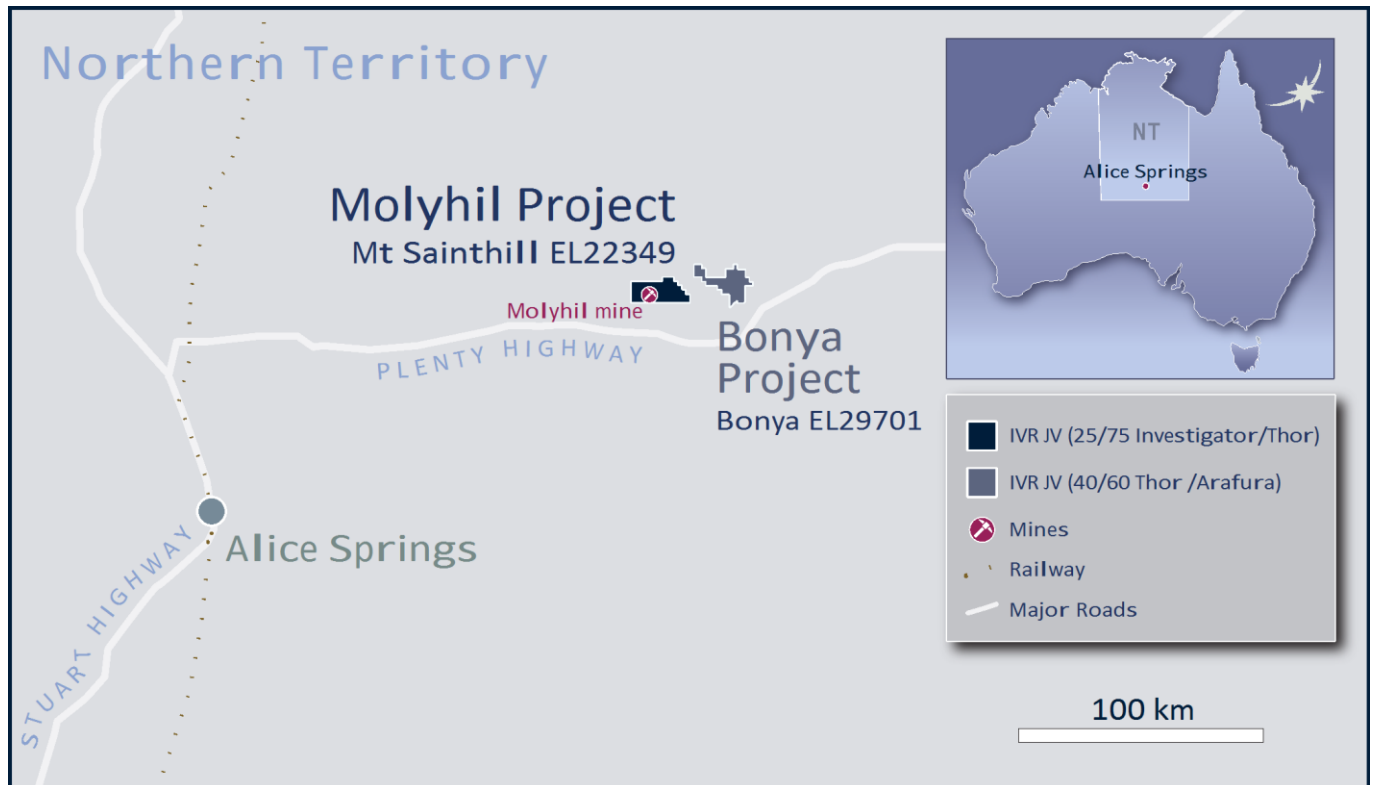 Northern Territory
NT
Alice Springs
Molyhil Project
Mt Sainthill EL22349
Molyhil mine
PLENTY HIGHWAY
Bonya
Project
Bonya EL29701
Alice Springs
STUART HIGHWAY
IVR JV (25/75 Investigator/Thor)
IVR JV (40/60 Thor /Arafura)
Mines
Railway
Major Roads
100 km